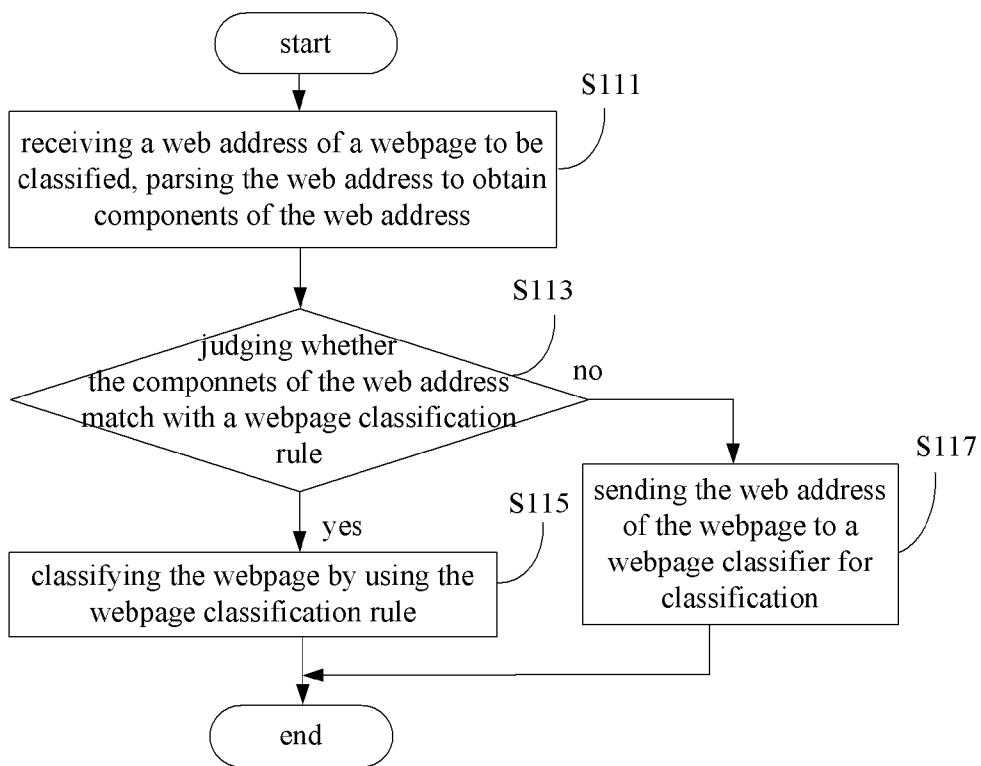 start
S111
receiving a web address of a webpage to be
classified, parsing the web address to obtain
components of the web address
S113
judging whether
the componnets of the web address
match with a webpage classification
rule
no
S117
sending the web address
of the webpage to a
webpage classifier for
classification
yes
S115
classifying the webpage by using the
webpage classification rule
end